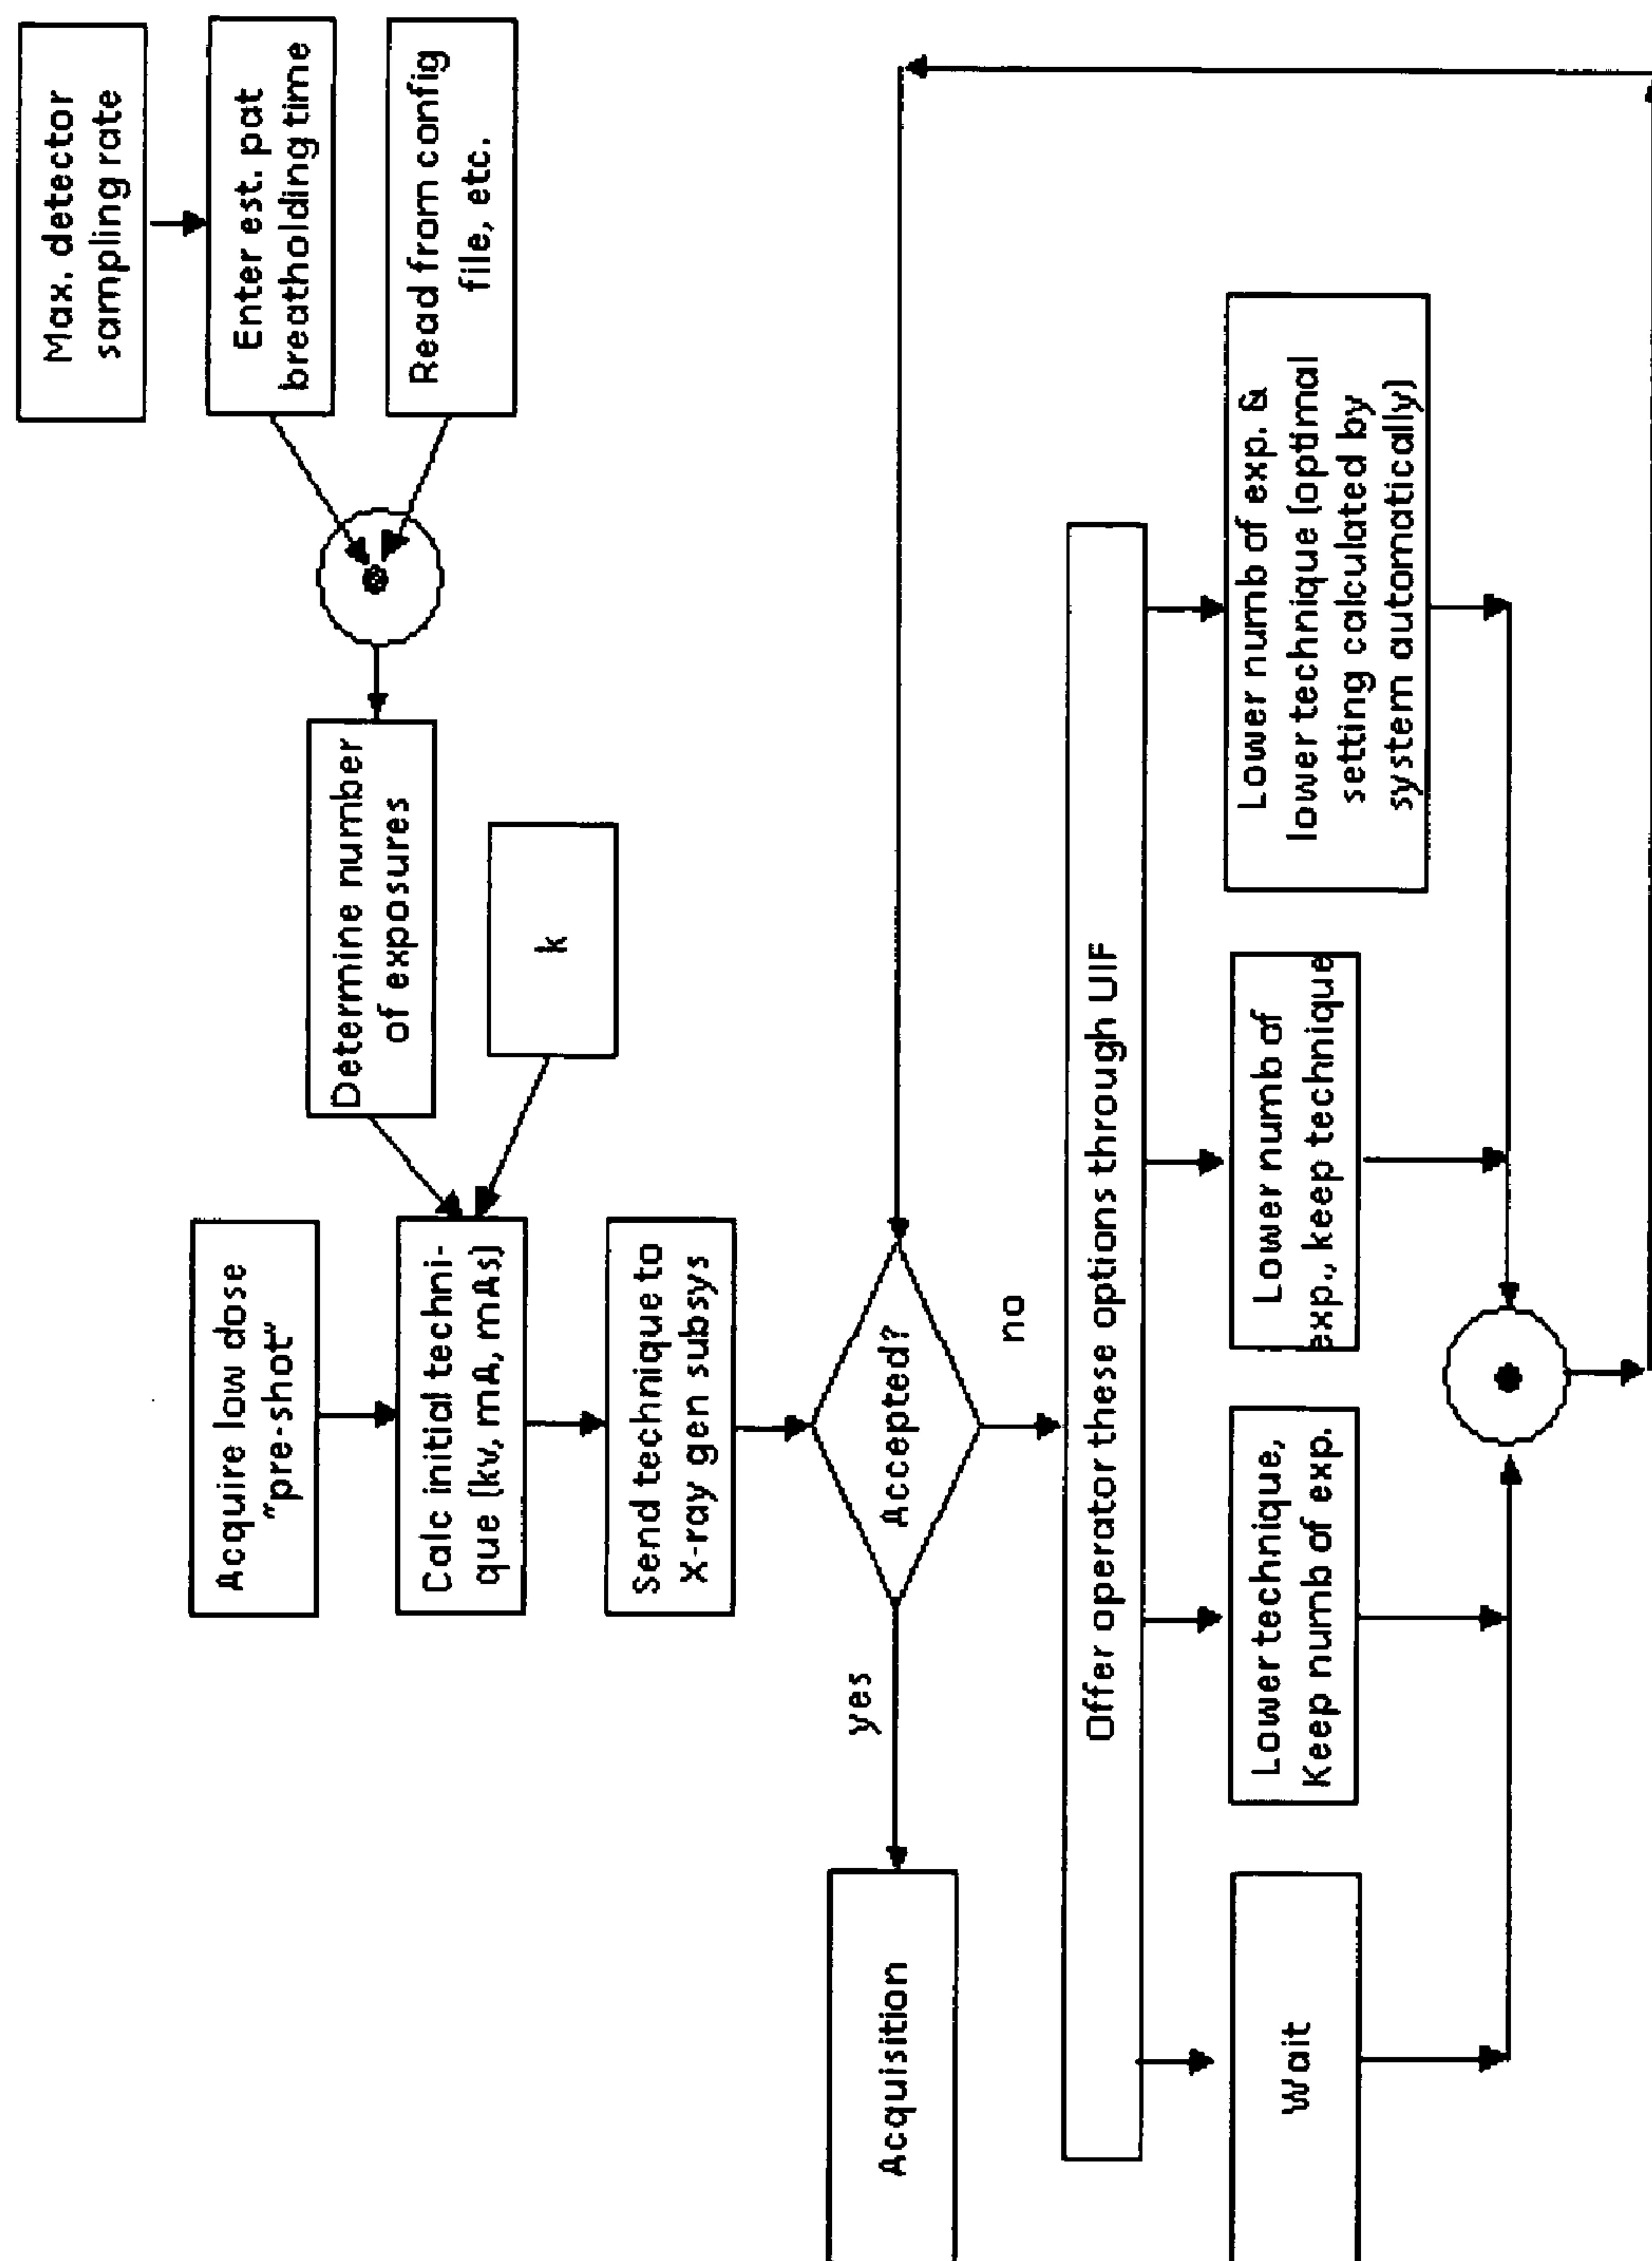 Max. detector
sampling rate
Enter est. pat
breatholding time
Read from config
file, etc.
Determine number
of exposures
k
Acquire low dose
"pre-shot"
Calc initial techni-
que (kv, mA, mAs)
Send technique to
X-ray gen subsys
Accepted?
yes
no
Acquisition
Offer operator these options through UIF
Wait
Lower technique,
Keep numb of exp.
Lower numb of
exp., keep technique
Lower numb of exp. &
lower technique (optimal
setting calculated by
system automatically)